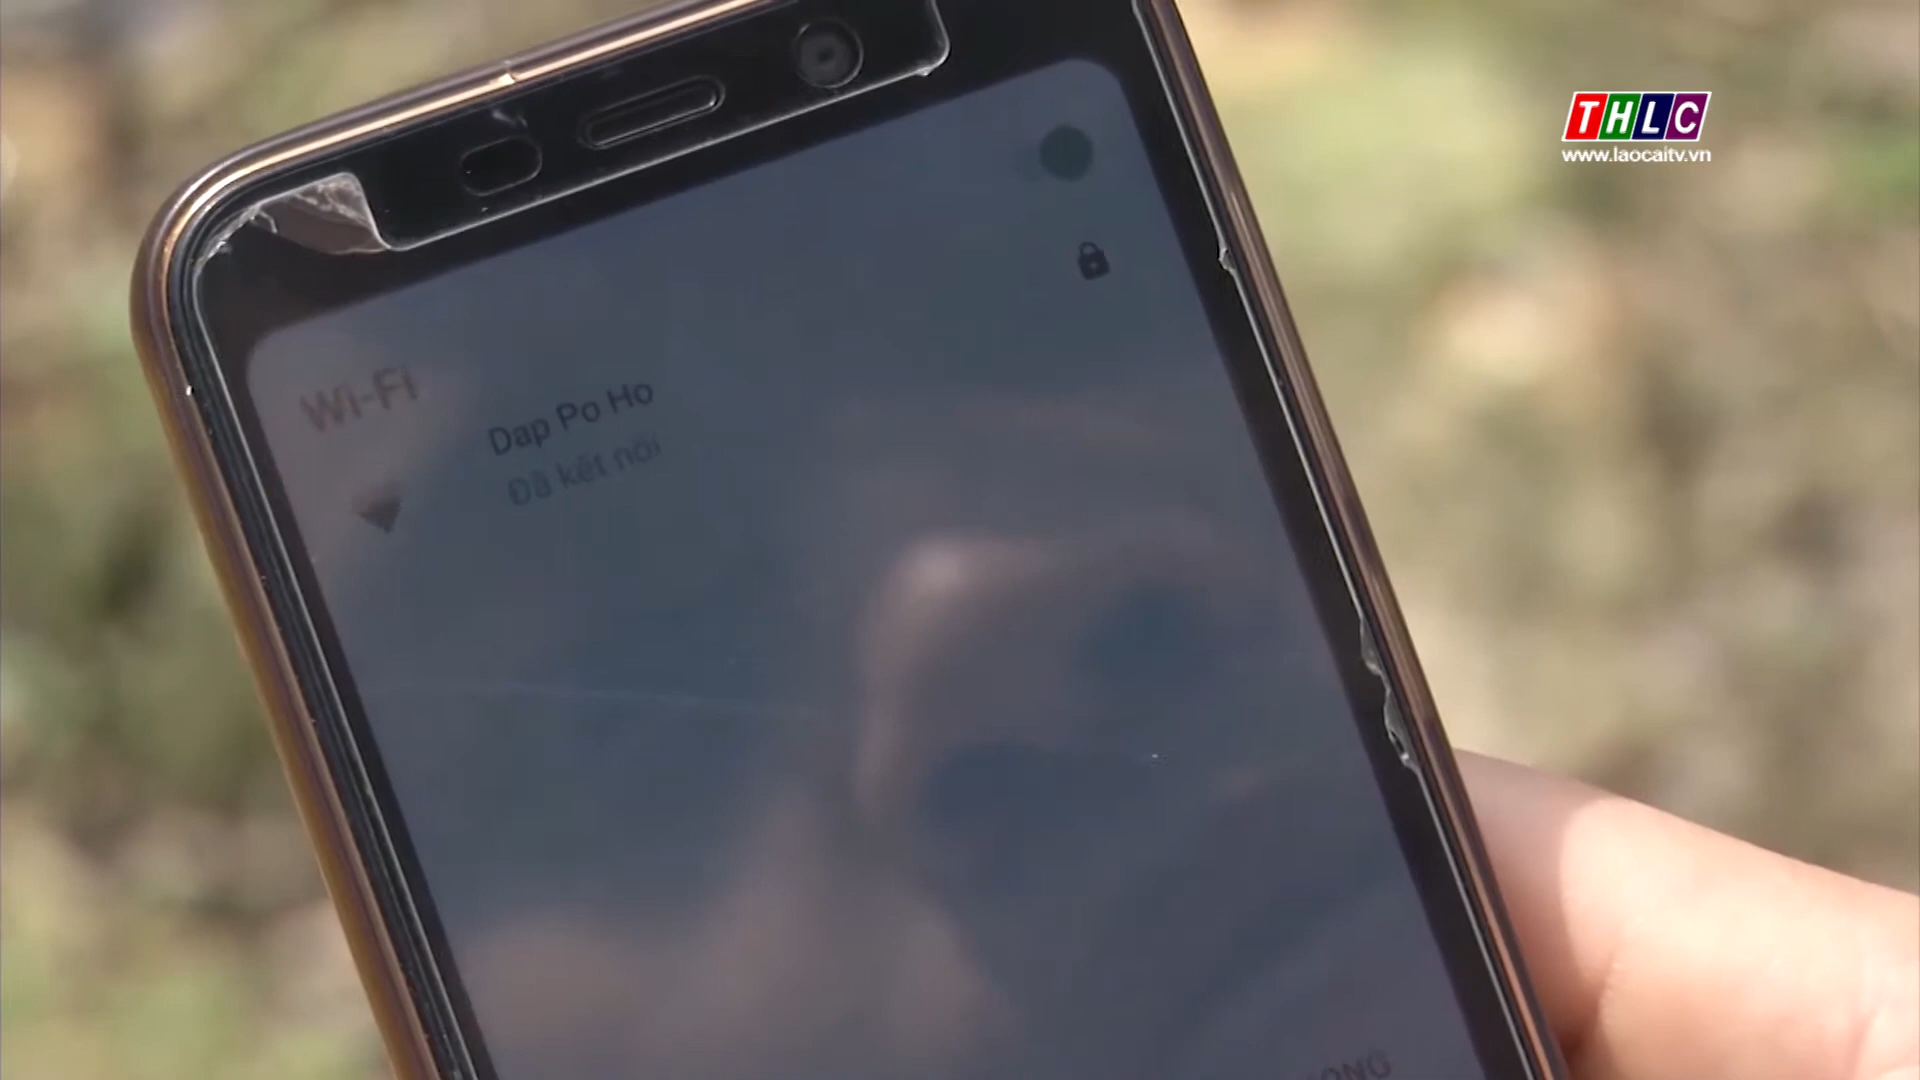 THLC
www.laocaitv.vn
Wi-Fi
Dap Po Ho
Đã kết nối